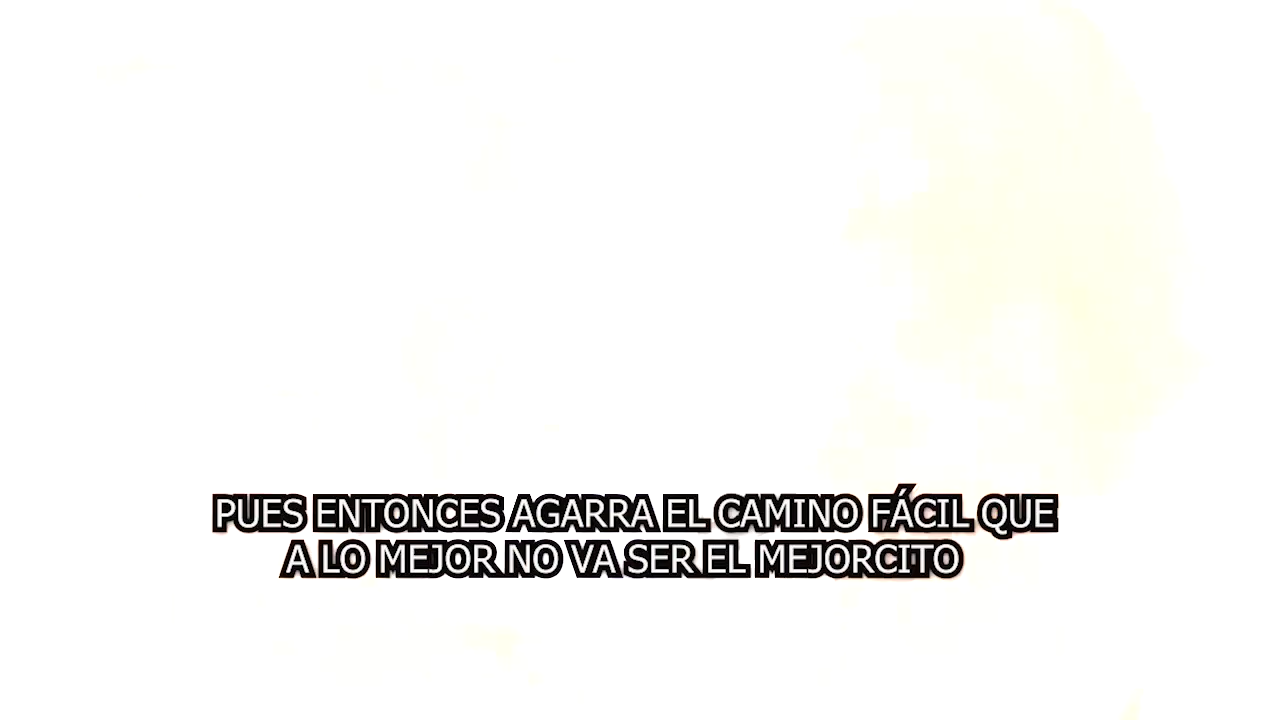 PUES ENTONCES AGARRA EL CAMINO FÁCIL QUE
A LO MEJOR NO VA SER EL MEJORCITO